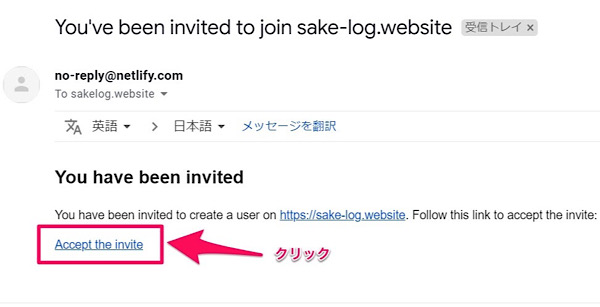 You've been invited to join sake-log.website 受信トレイ x
no-reply@netlify.com
To sakelog.website
英語 > 日本語 メッセージを翻訳
You have been invited
You have been invited to create a user on https://sake-log.website. Follow this link to accept the invite:
Accept the invite
クリック